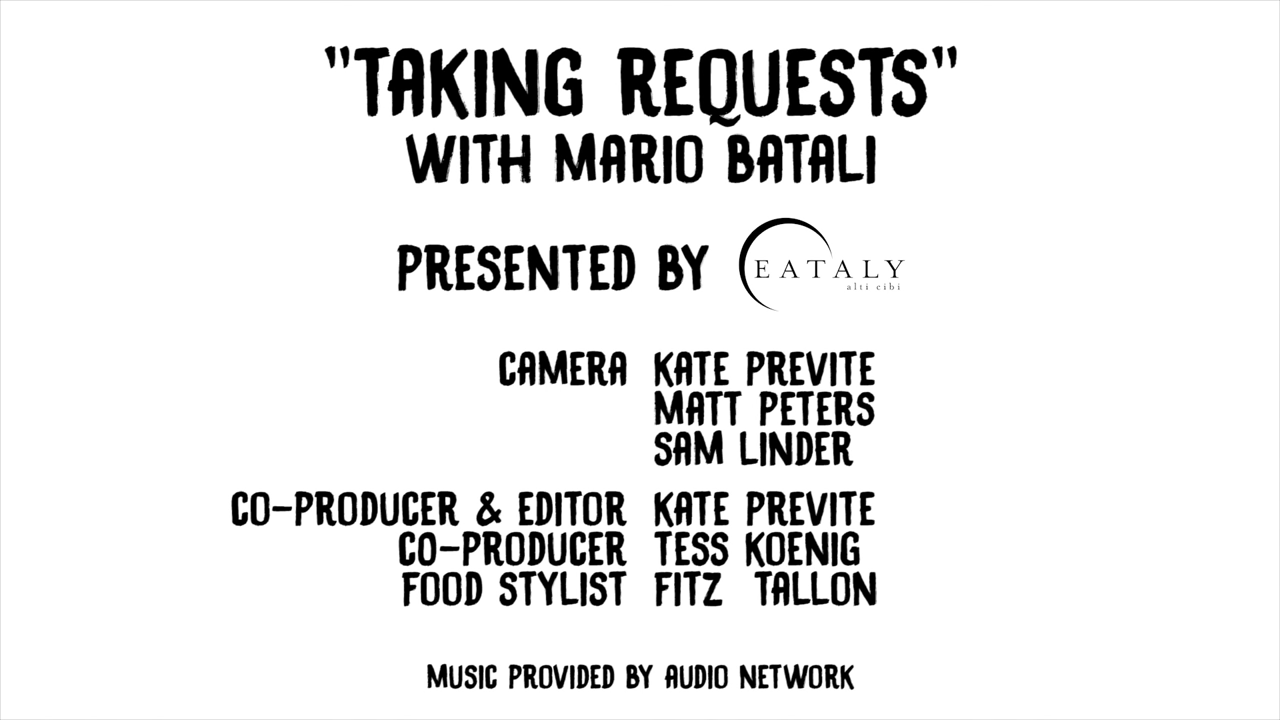 "TAKING REQUESTS"
WITH MARIO BATALI
PRESENTED BY EATALY
alti cibi
CAMERA KATE PREVITE
MATT PETERS
SAM LINDER
CO-PRODUCER & EDITOR KATE PREVITE
CO-PRODUCER TESS KOENIG
FOOD STYLIST FITZ TALLON
MUSIC PROVIDED BY AUDIO NETWORK